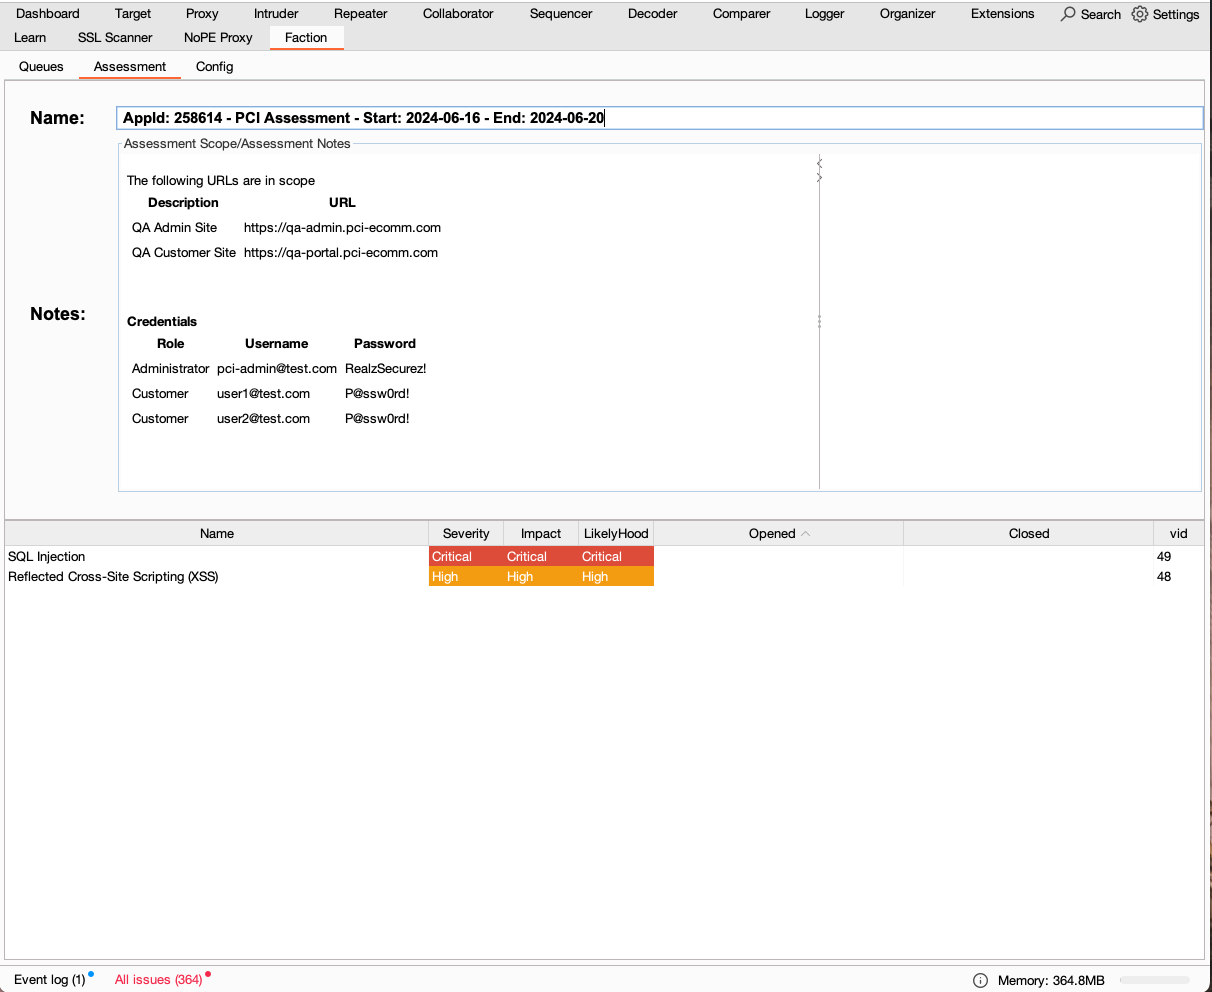 Dashboard Target Proxy Intruder Repeater Collaborator Sequencer Decoder Comparer Logger Organizer Extensions Search Settings
Learn SSL Scanner NoPE Proxy Faction
Queues Assessment Config
Name: AppId: 258614 - PCI Assessment - Start: 2024-06-16 - End: 2024-06-20
Assessment Scope/Assessment Notes
The following URLs are in scope
Description URL
QA Admin Site https://qa-admin.pci-ecomm.com
QA Customer Site https://qa-portal.pci-ecomm.com
Notes:
Credentials
Role Username Password
Administrator pci-admin@test.com RealzSecurez!
Customer user1@test.com P@ssw0rd!
Customer user2@test.com P@ssw0rd!
Name Severity Impact LikelyHood Opened Closed vid
SQL Injection Critical Critical Critical 49
Reflected Cross-Site Scripting (XSS) High High High 48
Event log (1) All issues (364) Memory: 364.8MB